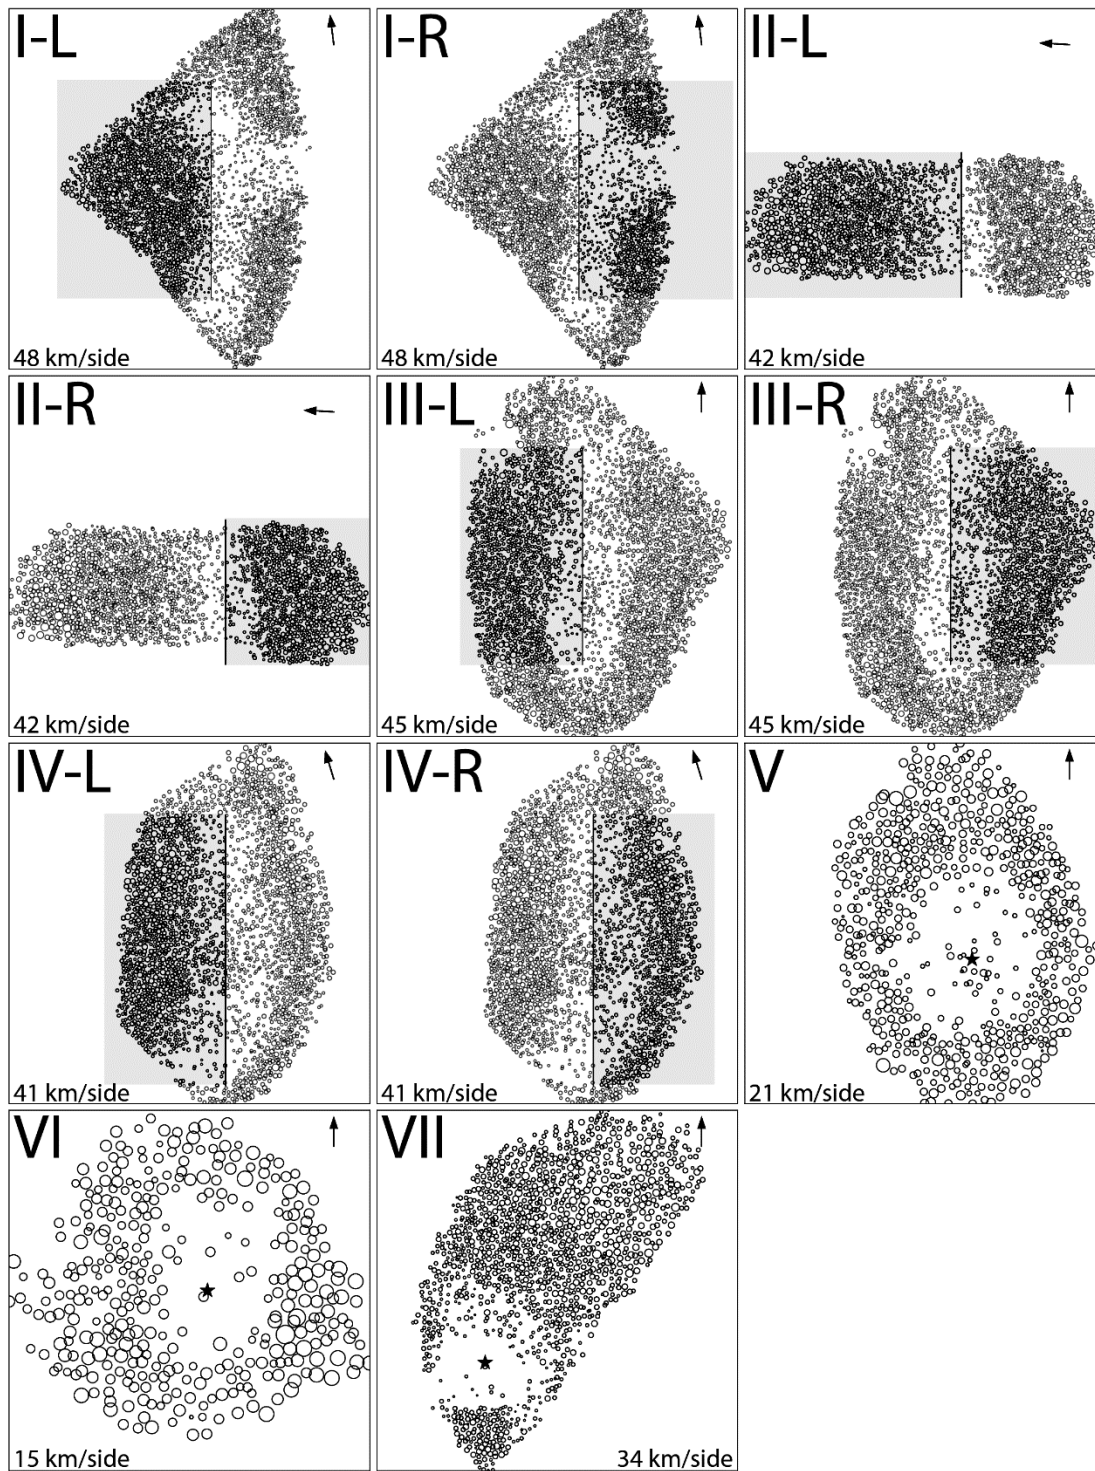 I-L
48 km/side
I-R
48 km/side
II-L
42 km/side
II-R
42 km/side
III-L
45 km/side
III-R
45 km/side
IV-L
41 km/side
IV-R
41 km/side
V
21 km/side
VI
15 km/side
VII
34 km/side